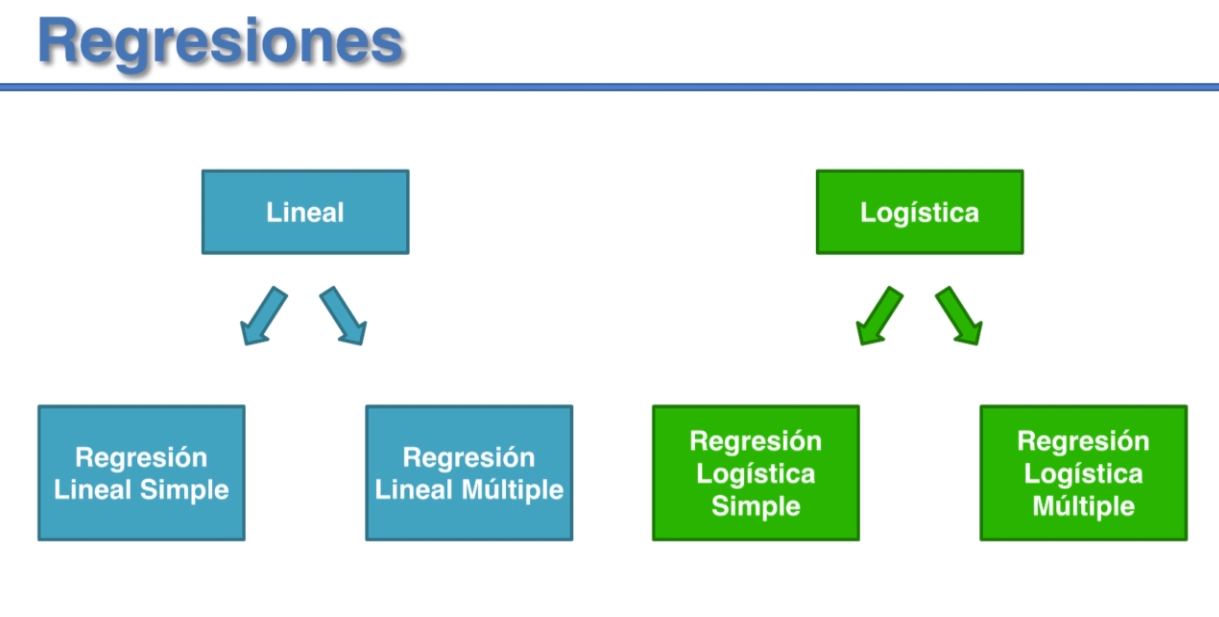 Regresiones
Lineal
Logística
Regresión
Lineal Simple
Regresión
Lineal Múltiple
Regresión
Logística
Simple
Regresión
Logística
Múltiple